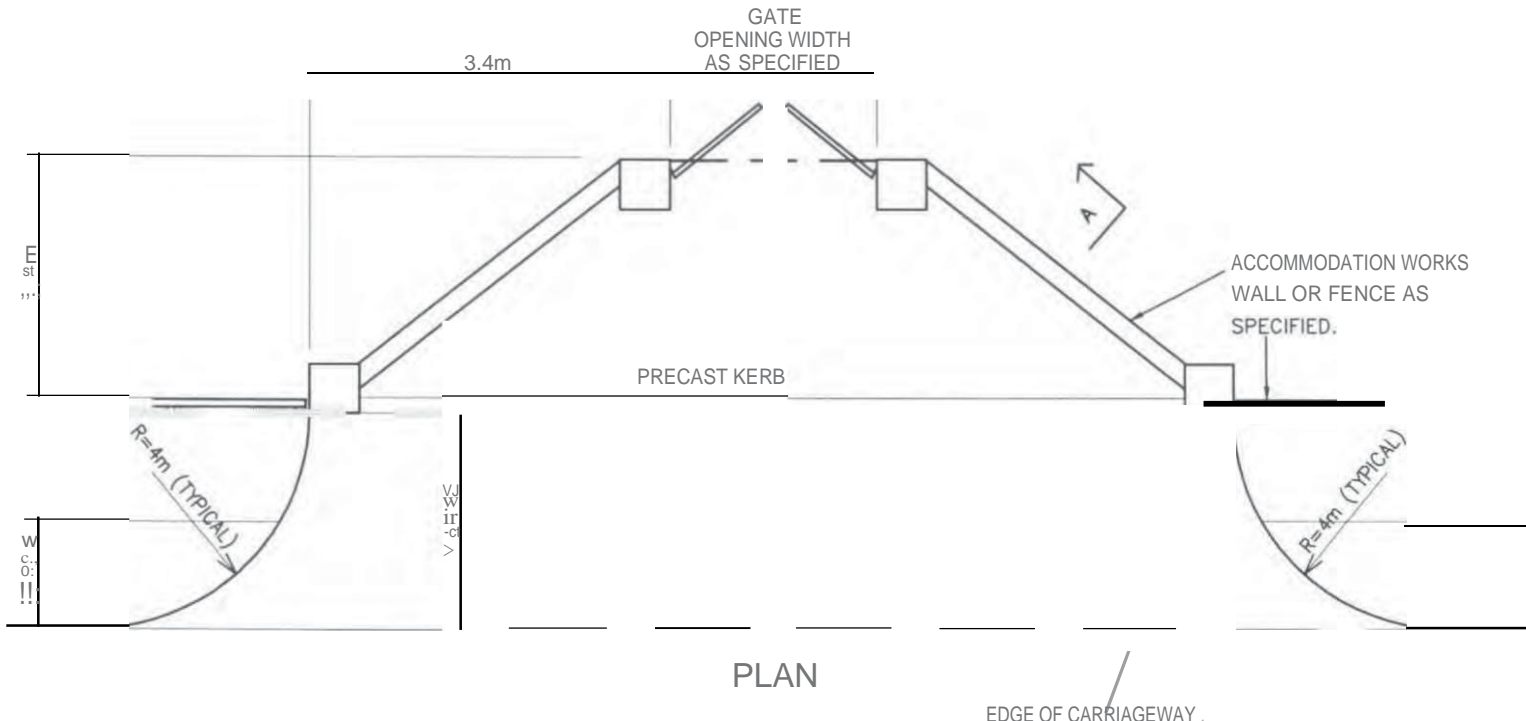 GATE
OPENING WIDTH
AS SPECIFIED
3.4m
A
ACCOMMODATION WORKS
WALL OR FENCE AS
SPECIFIED.
PRECAST KERB
R=4m (TYPICAL)
R=4m (TYPICAL)
PLAN
EDGE OF CARRIAGEWAY .